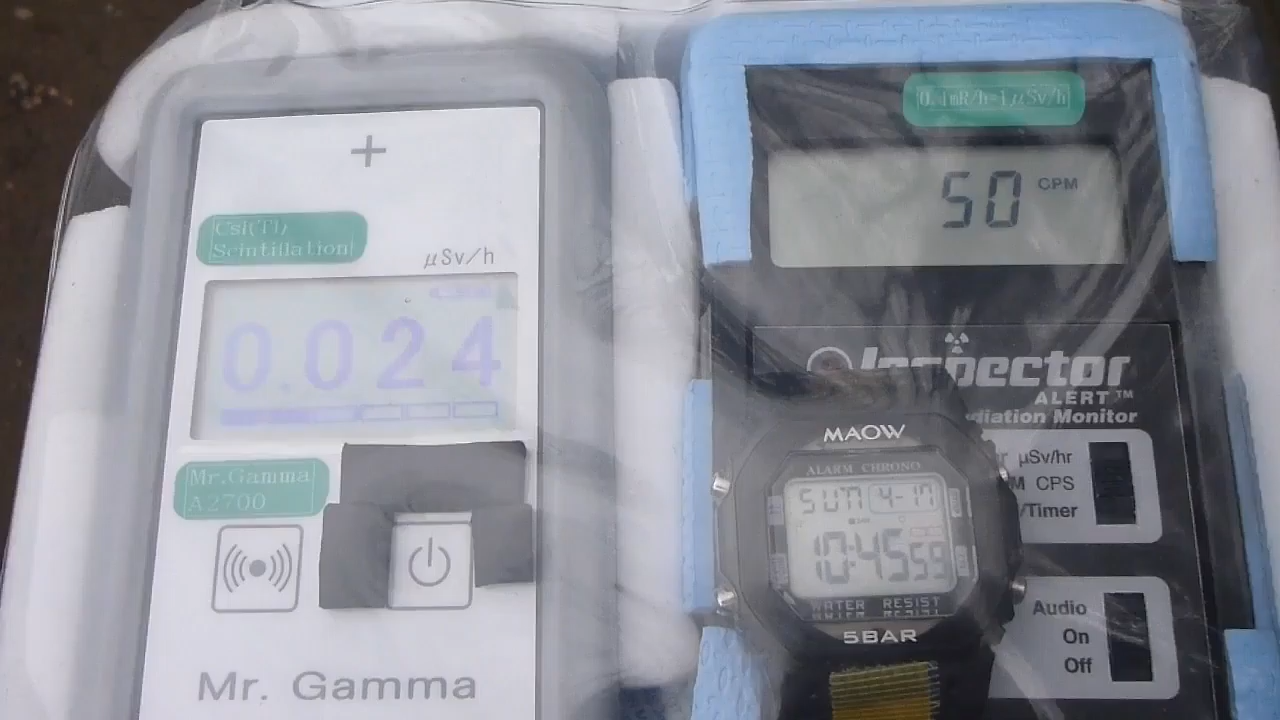 CsI(Tl)
Scintillation
μSv/h
0.024
Mr.Gamma
A2700
Mr. Gamma
0.1mR/h=1μSv/h
50 CPM
Inspector
ALERT™
diation Monitor
μSv/hr
CPS
/Timer
Audio
On
Off
MAOW
ALARM CHRONO
SUN 4-17
10:45 59
WATER RESIST
5BAR